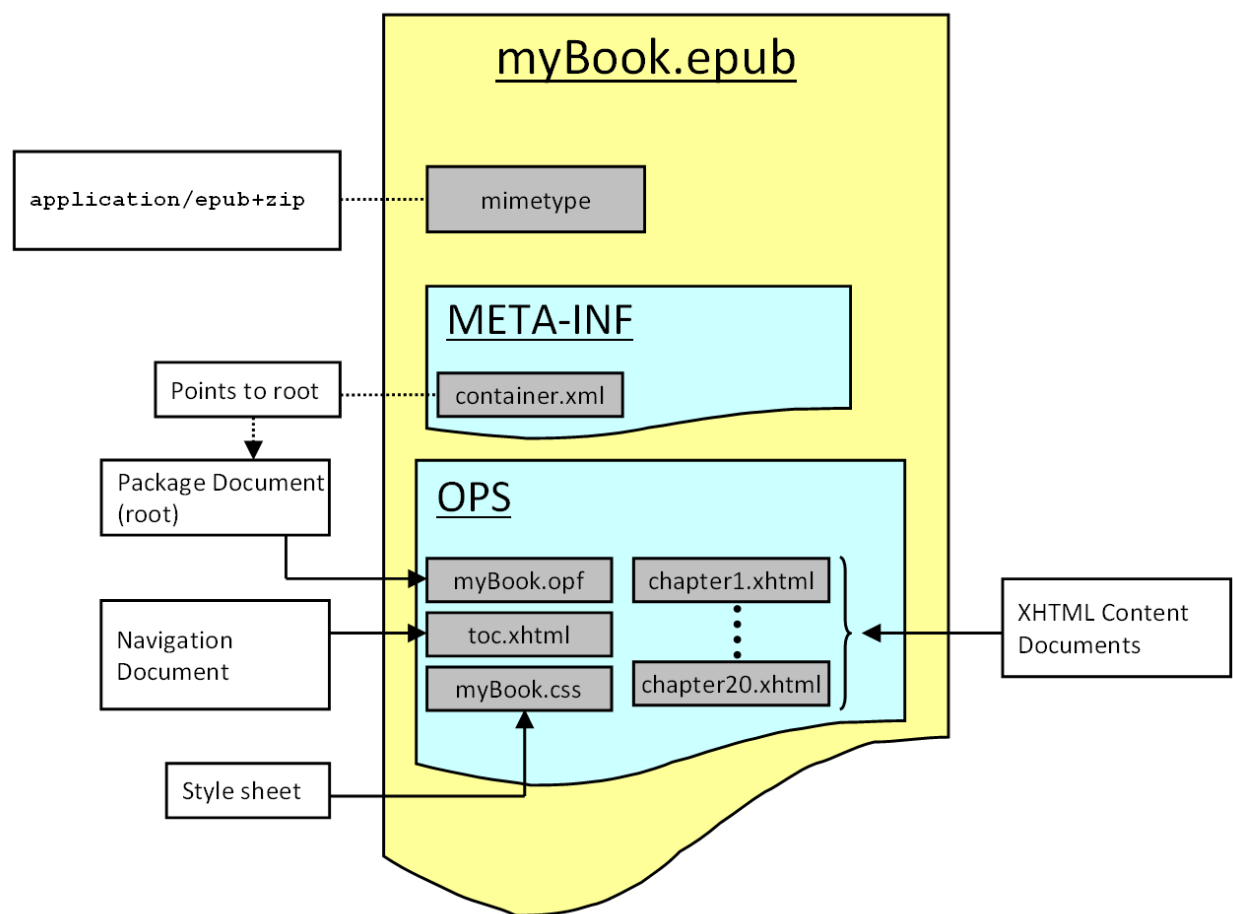 myBook.epub
application/epub+zip
mimetype
META-INF
Points to root
container.xml
Package Document
(root)
OPS
myBook.opf
chapter1.xhtml
Navigation
Document
toc.xhtml
XHTML Content
Documents
myBook.css
chapter20.xhtml
Style sheet